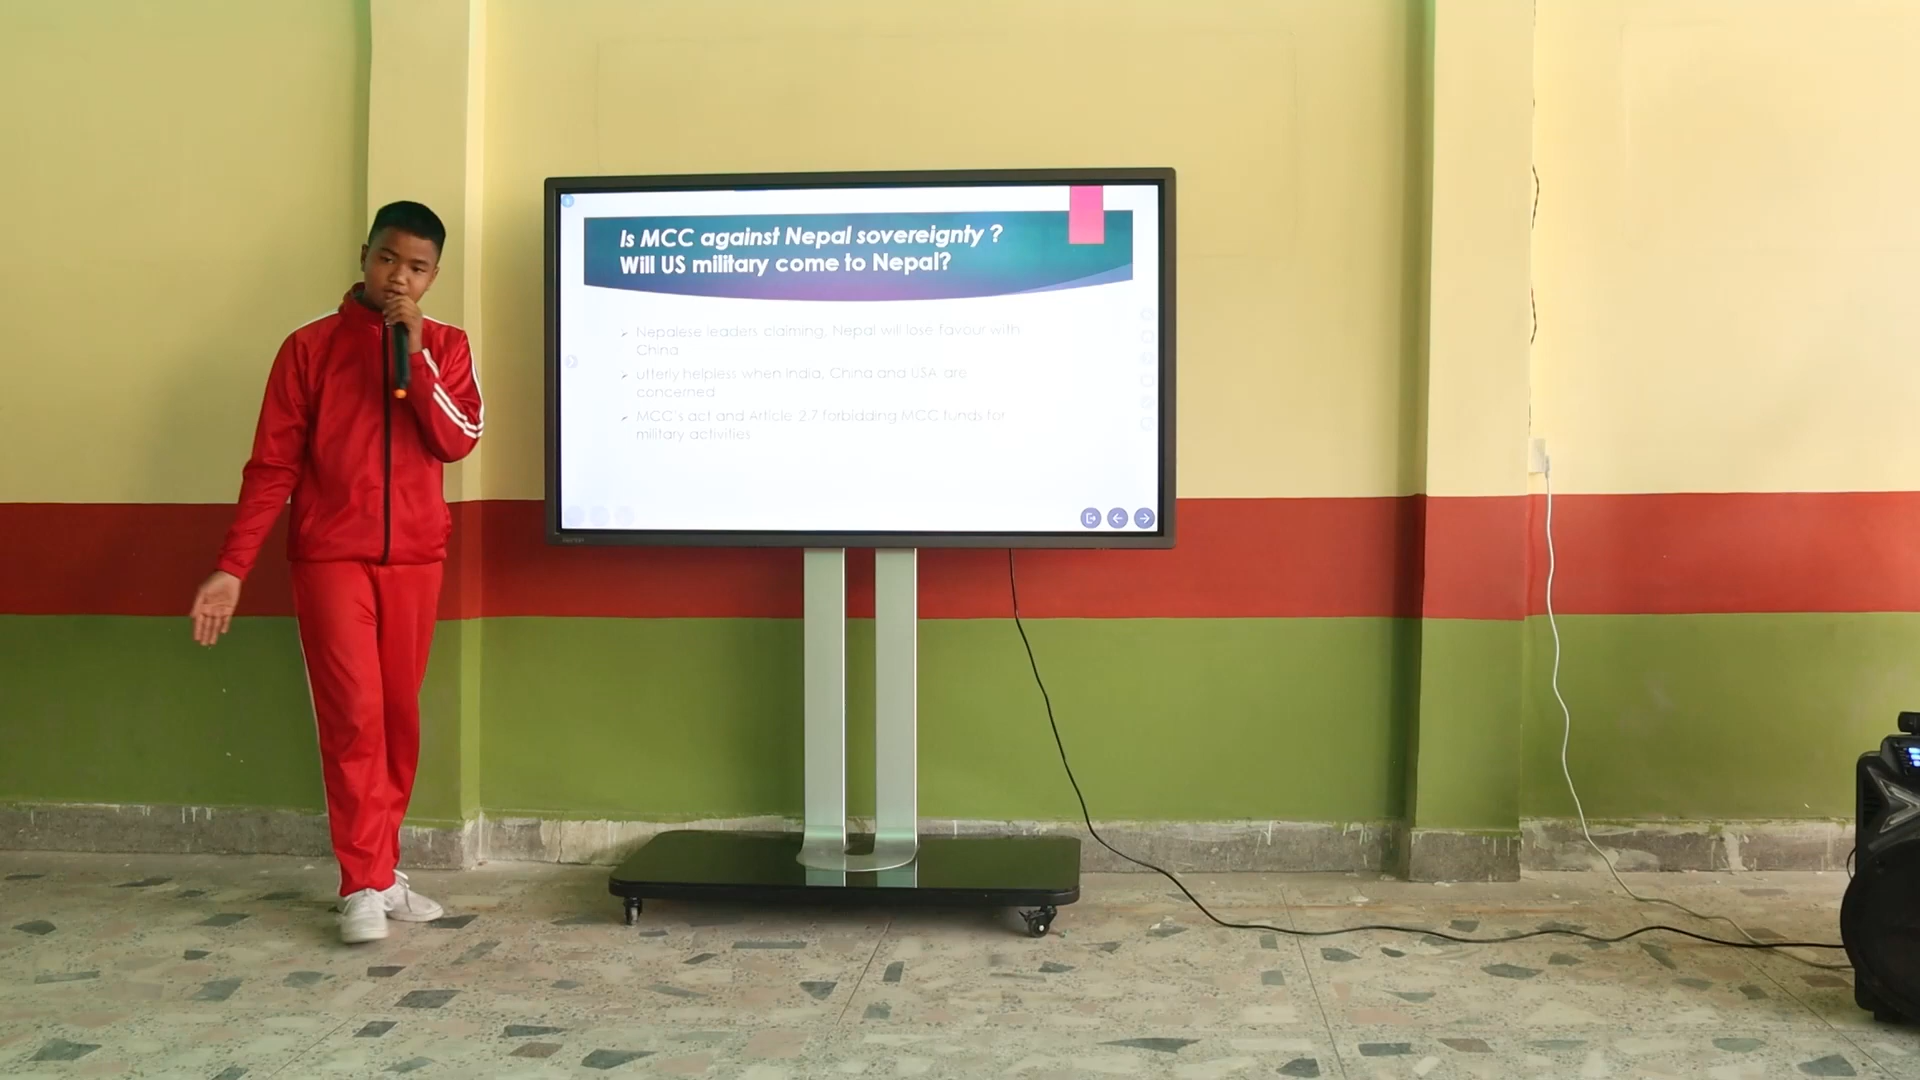 Is MCC against Nepal sovereignty ?
Will US military come to Nepal?
Nepalese leaders claiming, Nepal will lose favour with
China
utterly helpless when India, China and USA are
concerned
MCC's act and Article 2.7 forbidding MCC funds for
military activities